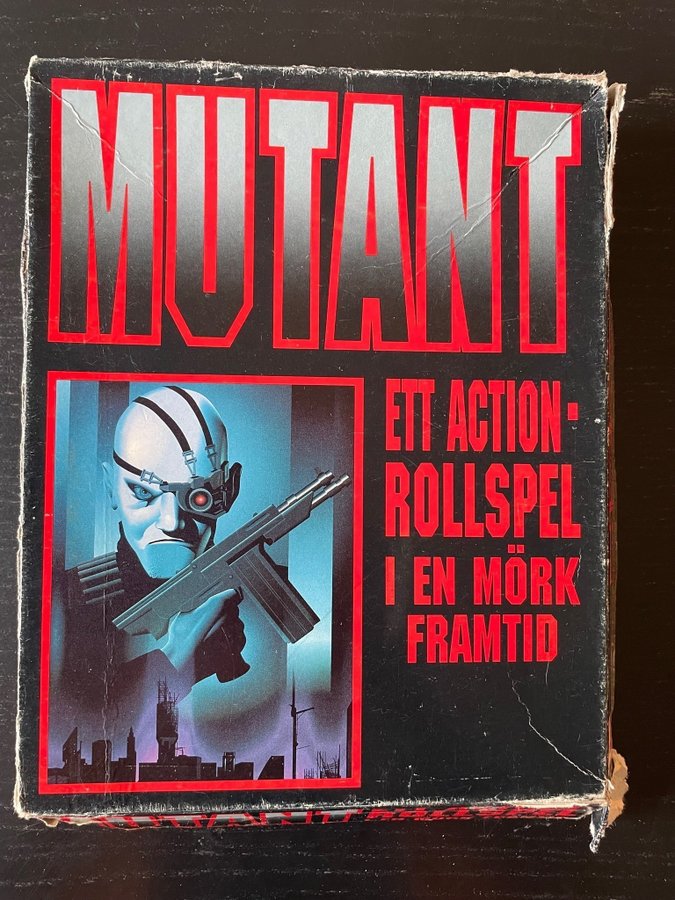 MUTANT
ETT ACTION-
ROLLSPEL
I EN MÖRK
FRAMTID